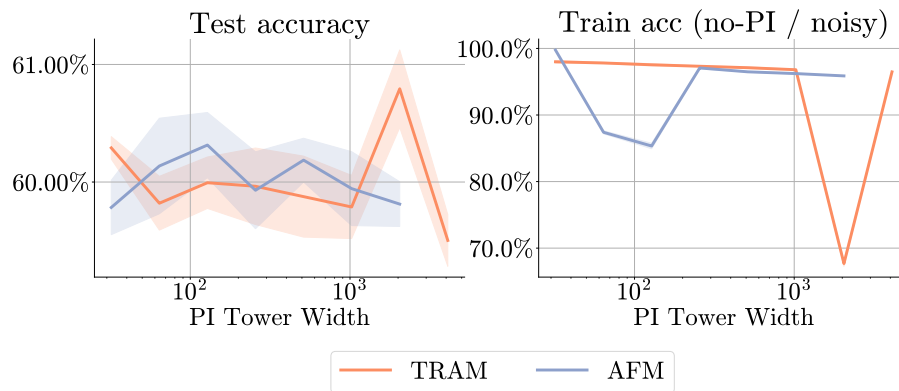 Test accuracy
61.00%
60.00%
10²
10³
PI Tower Width
Train acc (no-PI / noisy)
100.0%
90.0%
80.0%
70.0%
10²
10³
PI Tower Width
TRAM
AFM